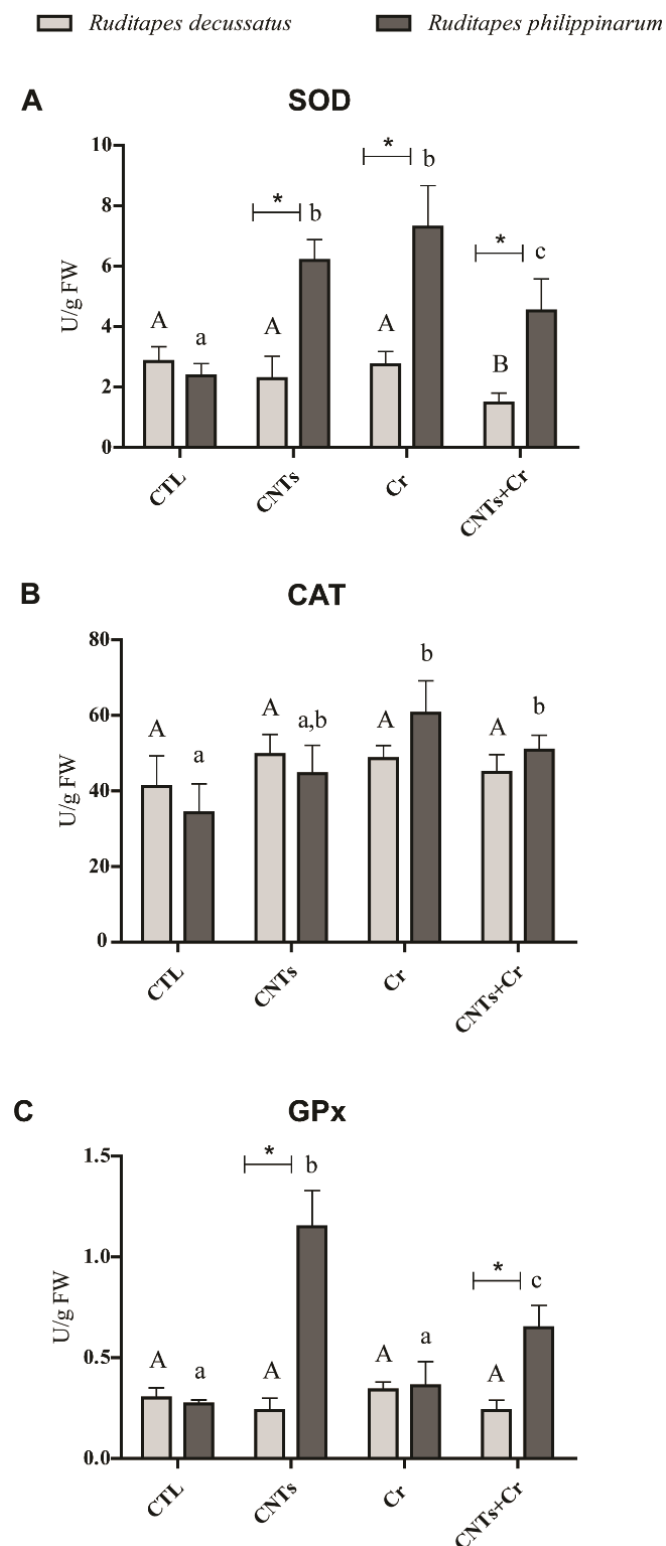 Ruditapes decussatus Ruditapes philippinarum
A SOD
10
8
6
4
2
0
U/g FW
A a
* b
A
* b
A
* c
B
CTL CNTs Cr CNTs+Cr
B CAT
80
60
40
20
0
U/g FW
A a
A a,b
A b
A b
CTL CNTs Cr CNTs+Cr
C GPx
1.5
1.0
0.5
0.0
U/g FW
A a
* b
A
A a
* c
A
CTL CNTs Cr CNTs+Cr